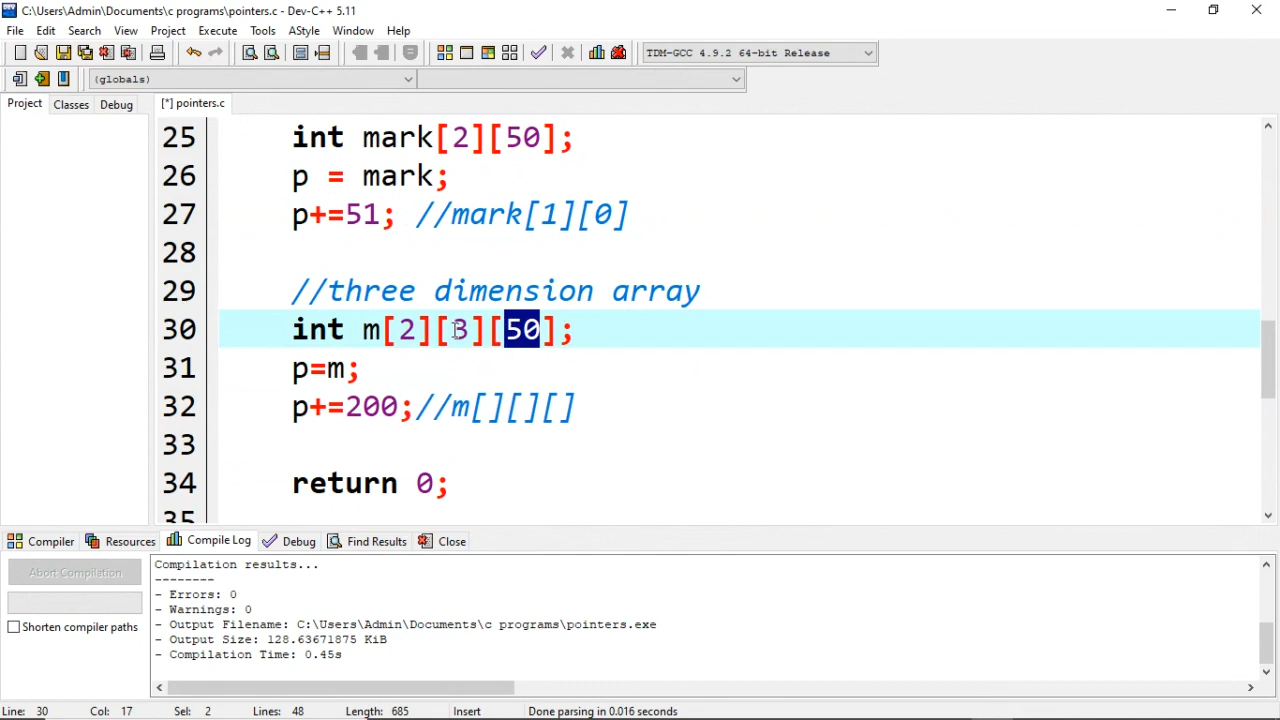 C:\Users\Admin\Documents\c programs\pointers.c - Dev-C++ 5.11
File Edit Search View Project Execute Tools AStyle Window Help
TDM-GCC 4.9.2 64-bit Release
(globals)
Project Classes Debug [*] pointers.c
25 int mark[2][50];
26 p = mark;
27 p+=51; //mark[1][0]
28
29 //three dimension array
30 int m[2][3][50];
31 p=m;
32 p+=200;//m[][][]
33
34 return 0;
35
Compiler Resources Compile Log Debug Find Results Close
Abort Compilation
Shorten compiler paths
Compilation results...
--------
- Errors: 0
- Warnings: 0
- Output Filename: C:\Users\Admin\Documents\c programs\pointers.exe
- Output Size: 128.63671875 KiB
- Compilation Time: 0.45s
Line: 30 Col: 17 Sel: 2 Lines: 48 Length: 685 Insert Done parsing in 0.016 seconds